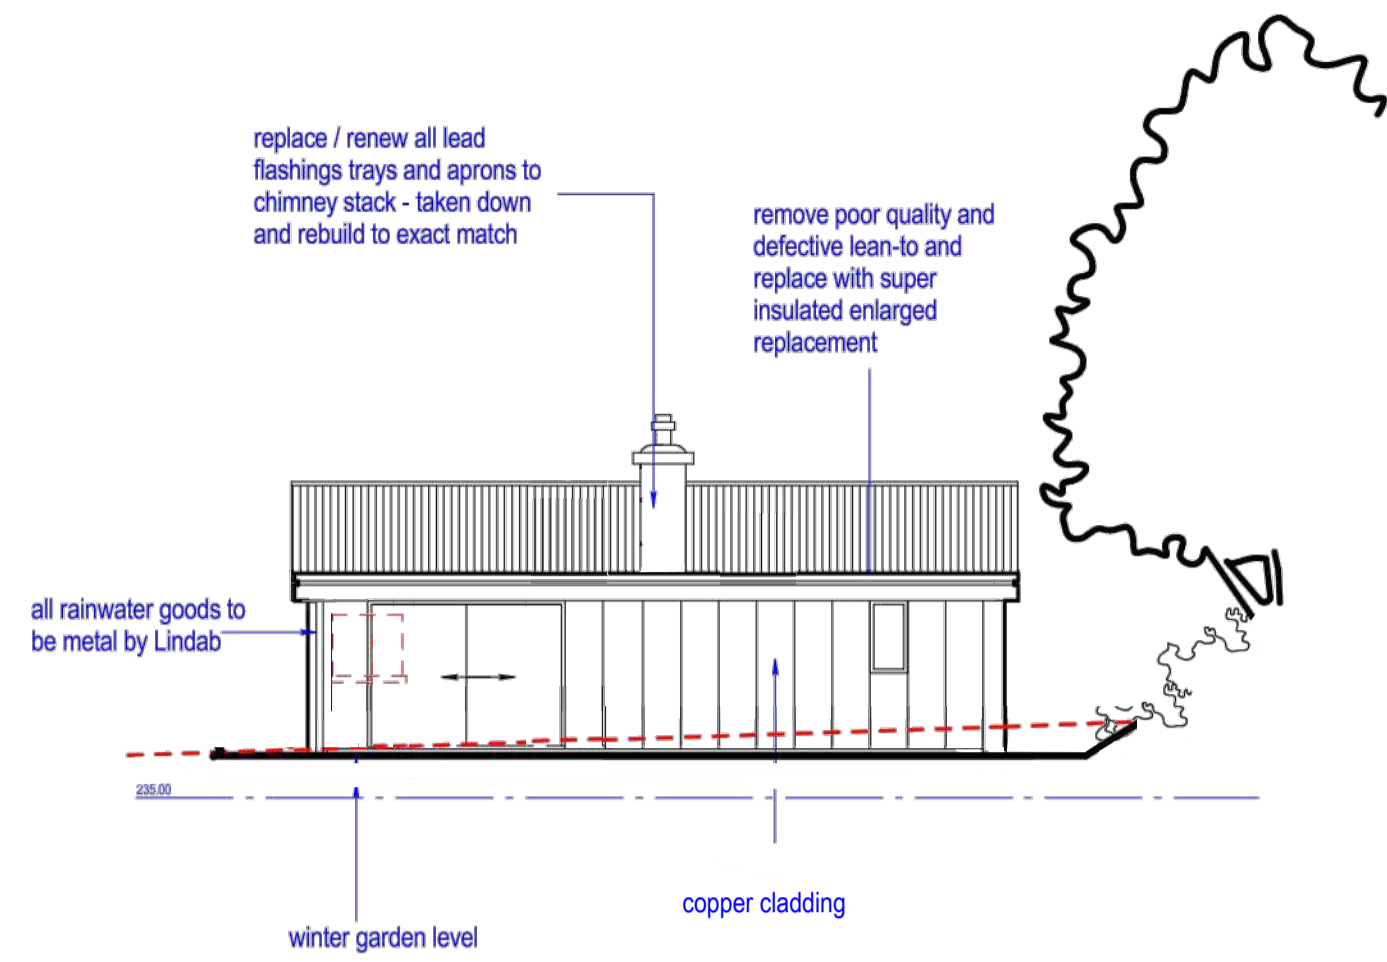 replace / renew all lead
flashings trays and aprons to
chimney stack - taken down
and rebuild to exact match
remove poor quality and
defective lean-to and
replace with super
insulated enlarged
replacement
all rainwater goods to
be metal by Lindab
235.00
copper cladding
winter garden level